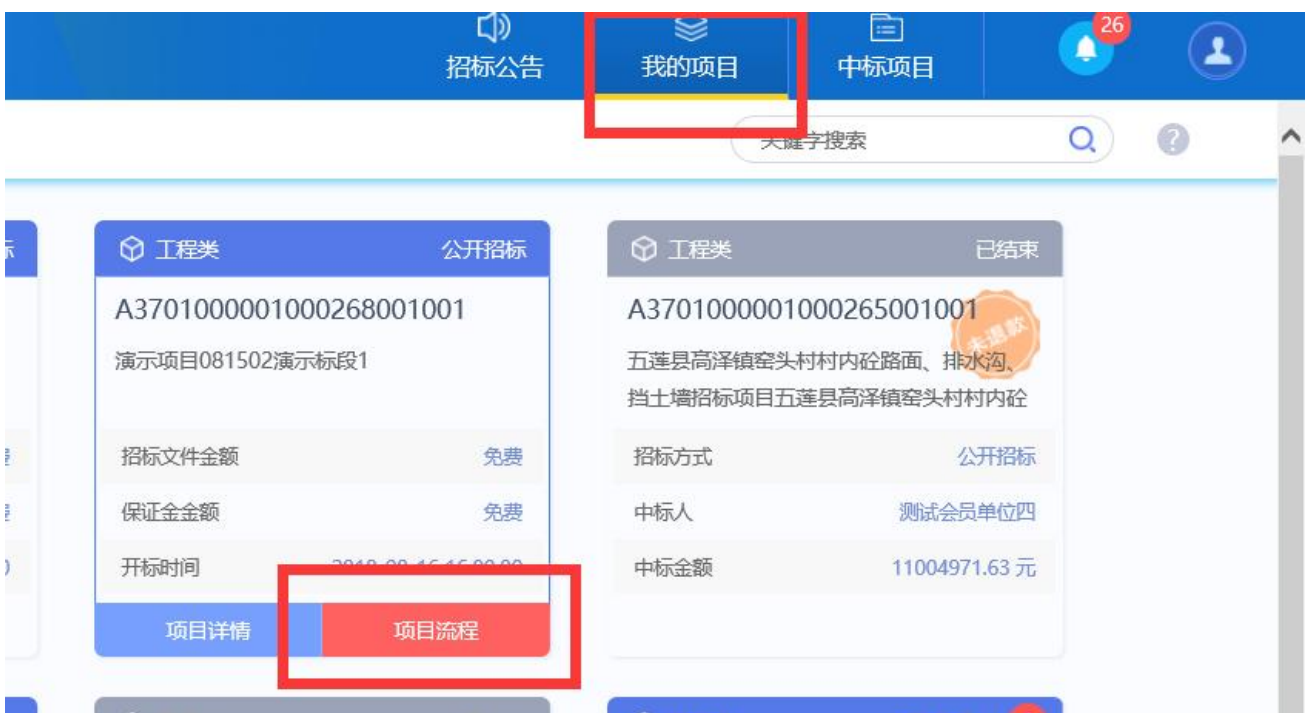 招标公告
我的项目
中标项目
26
关键字搜索
?
标
工程类
公开招标
工程类
已结束
A3701000001000268001001
A3701000001000265001001
演示项目081502演示标段1
未退款
五莲县高泽镇窑头村村内砼路面、排水沟、
挡土墙招标项目五莲县高泽镇窑头村村内砼
招标文件金额
免费
招标方式
公开招标
保证金金额
免费
中标人
测试会员单位四
开标时间
中标金额
11004971.63 元
项目详情
项目流程